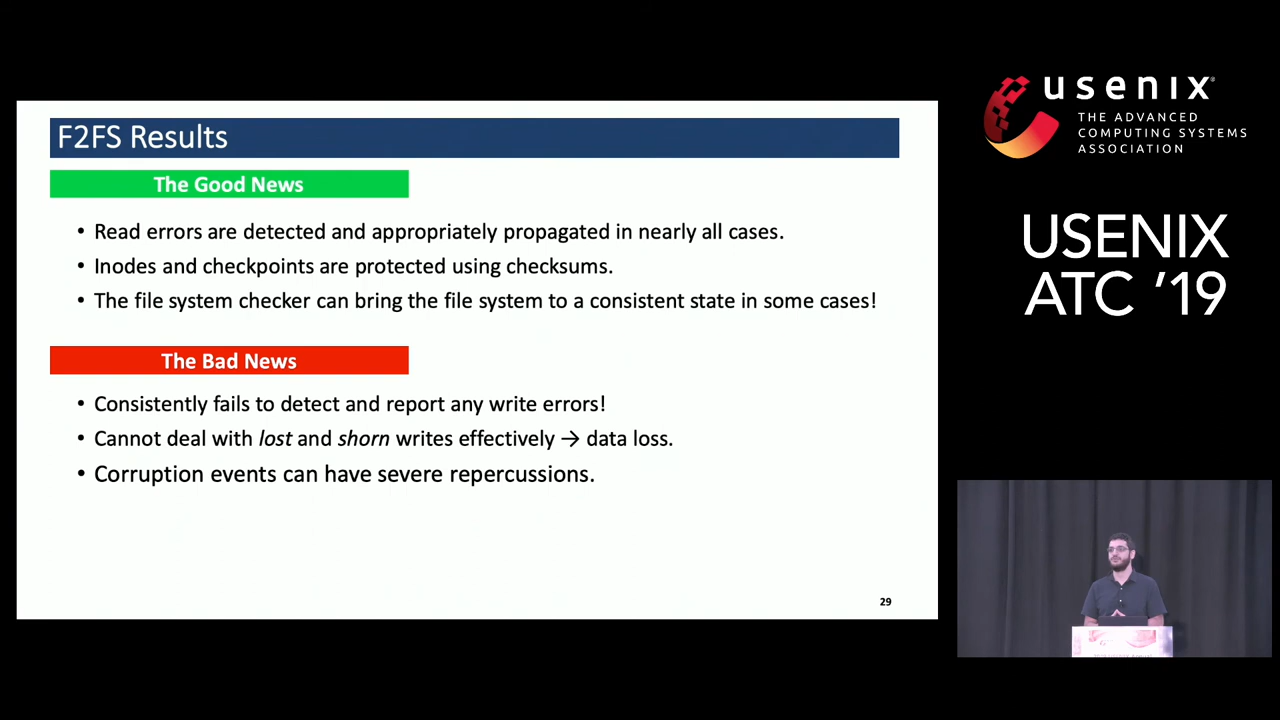 F2FS Results
The Good News
• Read errors are detected and appropriately propagated in nearly all cases.
• Inodes and checkpoints are protected using checksums.
• The file system checker can bring the file system to a consistent state in some cases!
The Bad News
• Consistently fails to detect and report any write errors!
• Cannot deal with lost and shorn writes effectively → data loss.
• Corruption events can have severe repercussions.
29
usenix
THE ADVANCED
COMPUTING SYSTEMS
ASSOCIATION
USENIX
ATC '19